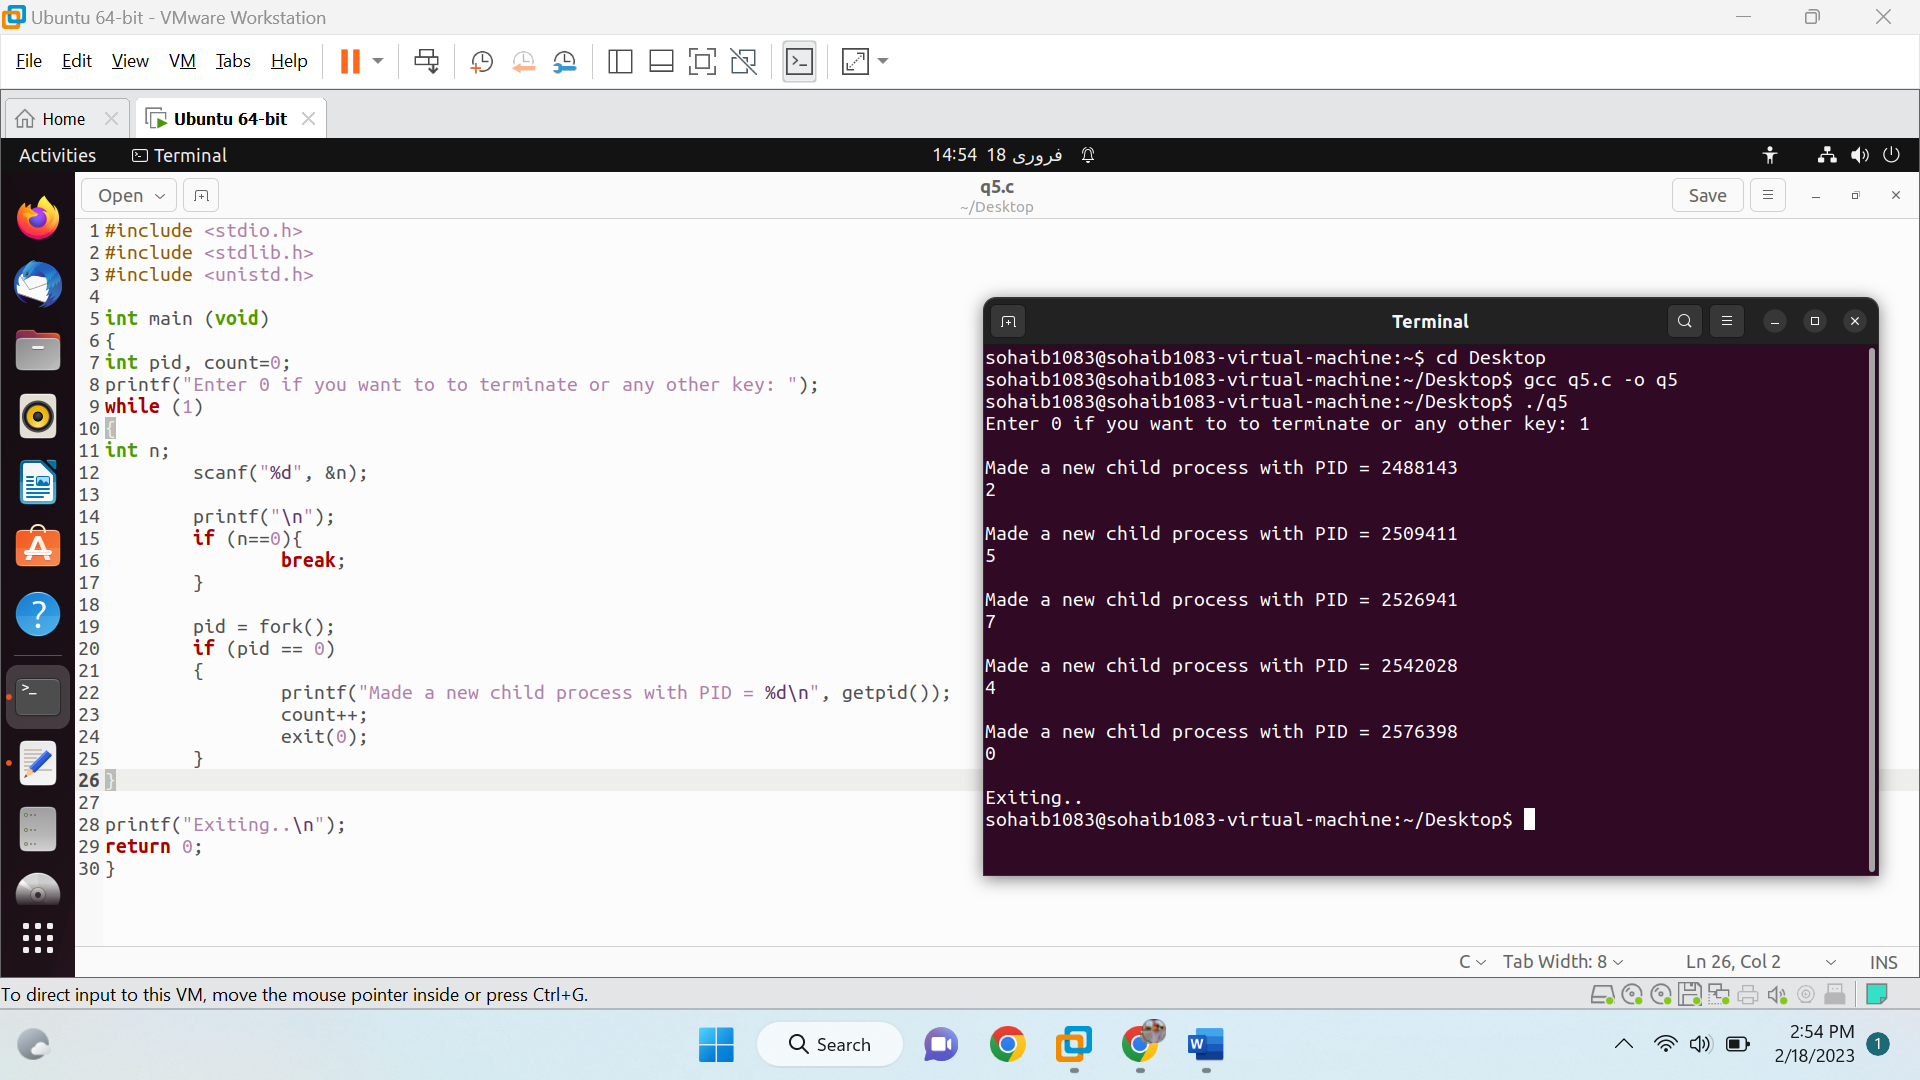 Ubuntu 64-bit - VMware Workstation
File Edit View VM Tabs Help
Home
Ubuntu 64-bit
Activities
Terminal
14:54 18 فروری
Open
q5.c
~/Desktop
Save
1 #include <stdio.h>
2 #include <stdlib.h>
3 #include <unistd.h>
4
5 int main (void)
6 {
7 int pid, count=0;
8 printf("Enter 0 if you want to to terminate or any other key: ");
9 while (1)
10 {
11 int n;
12 scanf("%d", &n);
13
14 printf("\n");
15 if (n==0){
16 break;
17 }
18
19 pid = fork();
20 if (pid == 0)
21 {
22 printf("Made a new child process with PID = %d\n", getpid());
23 count++;
24 exit(0);
25 }
26 }
27
28 printf("Exiting..\n");
29 return 0;
30 }
Terminal
sohaib1083@sohaib1083-virtual-machine:~$ cd Desktop
sohaib1083@sohaib1083-virtual-machine:~/Desktop$ gcc q5.c -o q5
sohaib1083@sohaib1083-virtual-machine:~/Desktop$ ./q5
Enter 0 if you want to to terminate or any other key: 1
Made a new child process with PID = 2488143
2
Made a new child process with PID = 2509411
5
Made a new child process with PID = 2526941
7
Made a new child process with PID = 2542028
4
Made a new child process with PID = 2576398
0
Exiting..
sohaib1083@sohaib1083-virtual-machine:~/Desktop$
C Tab Width: 8 Ln 26, Col 2 INS
To direct input to this VM, move the mouse pointer inside or press Ctrl+G.
Search
2:54 PM
2/18/2023
1